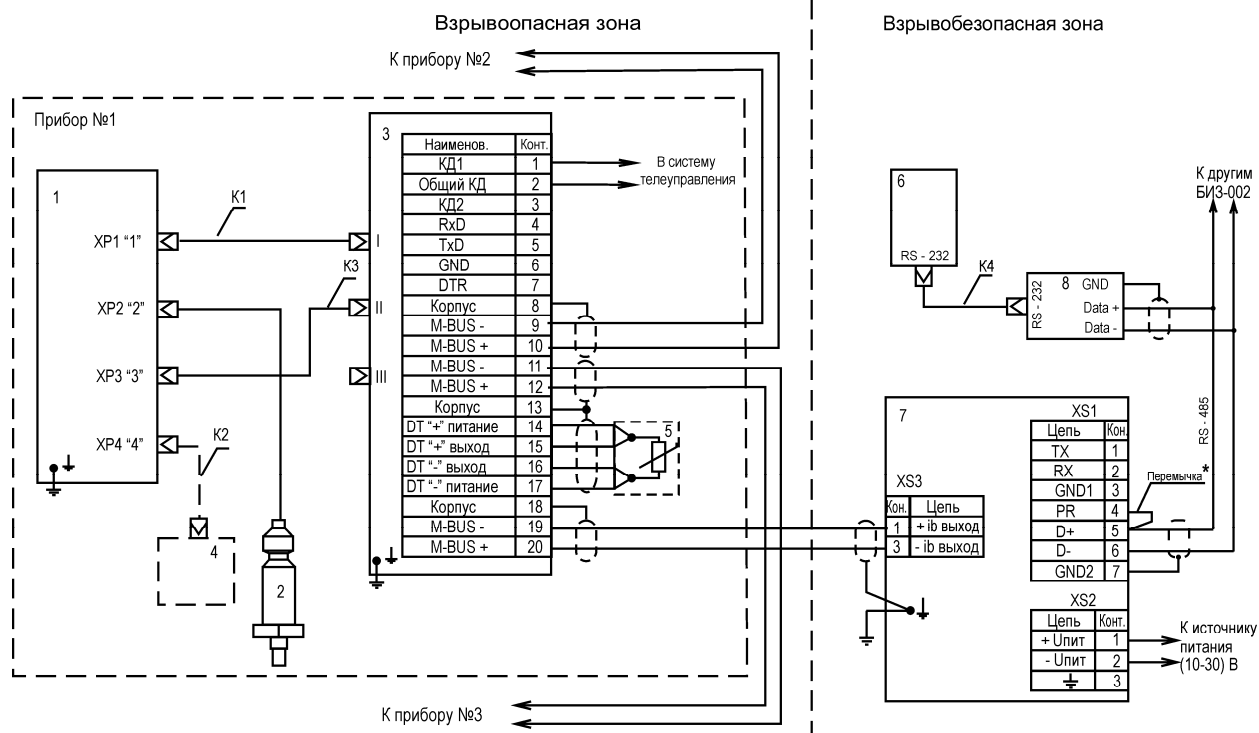 Взрывоопасная зона
Взрывобезопасная зона
К прибору №2
Прибор №1
1
XP1 “1”
XP2 “2”
XP3 “3”
XP4 “4”
К1
К3
К2
4
2
3
I
II
III
Наименов. Конт.
КД1 1
Общий КД 2
КД2 3
RxD 4
TxD 5
GND 6
DTR 7
Корпус 8
M-BUS - 9
M-BUS + 10
M-BUS - 11
M-BUS + 12
Корпус 13
DT “+” питание 14
DT “+” выход 15
DT “-” выход 16
DT “-” питание 17
Корпус 18
M-BUS - 19
M-BUS + 20
В систему
телеуправления
5
К прибору №3
6
RS - 232
К4
RS - 232
8 GND
Data +
Data -
К другим
БИЗ-002
RS - 485
7
XS3
Кон. Цепь
1 + ib выход
3 - ib выход
XS1
Цепь Кон.
TX 1
RX 2
GND1 3
PR 4
D+ 5
D- 6
GND2 7
Перемычка *
XS2
Цепь Конт.
+ Uпит 1
- Uпит 2
3
К источнику
питания
(10-30) В